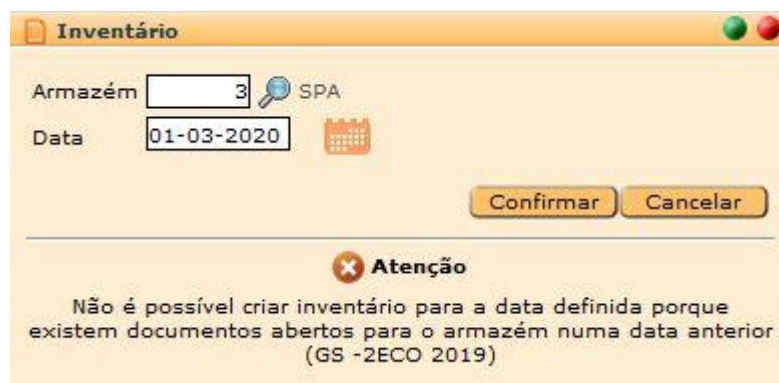 Inventário
Armazém 3 SPA
Data 01-03-2020
Confirmar Cancelar
Atenção
Não é possível criar inventário para a data definida porque
existem documentos abertos para o armazém numa data anterior
(GS -2ECO 2019)